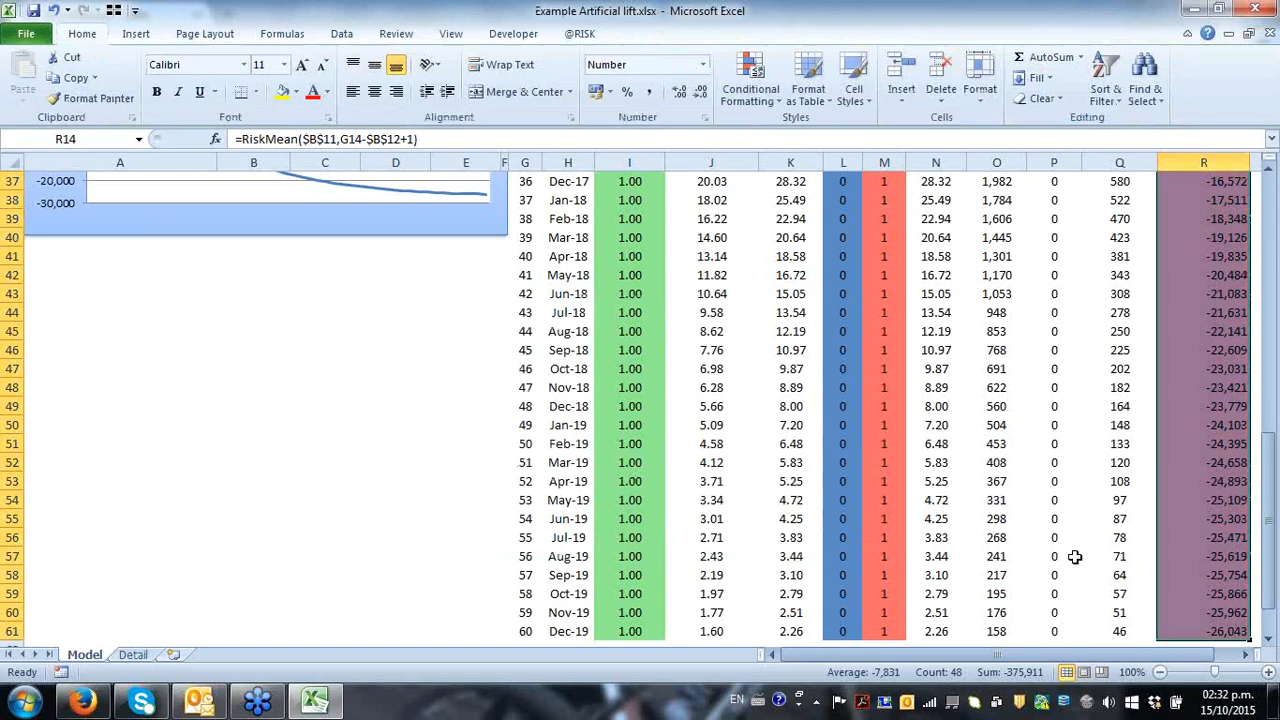 Example Artificial lift.xlsx - Microsoft Excel
File Home Insert Page Layout Formulas Data Review View Developer @RISK
Cut Calibri 11 Wrap Text Number Σ AutoSum
Copy Fill
Paste Format Painter B I U Merge & Center % , Conditional Formatting Format as Table Cell Styles Insert Delete Format Clear Sort & Filter Find & Select
Clipboard Font Alignment Number Styles Cells Editing
R14 fx =RiskMean($B$11,G14-$B$12+1)
A B C D E F G H I J K L M N O P Q R
-20,000
-30,000
37 36 Dec-17 1.00 20.03 28.32 0 1 28.32 1,982 0 580 -16,572
38 37 Jan-18 1.00 18.02 25.49 0 1 25.49 1,784 0 522 -17,511
39 38 Feb-18 1.00 16.22 22.94 0 1 22.94 1,606 0 470 -18,348
40 39 Mar-18 1.00 14.60 20.64 0 1 20.64 1,445 0 423 -19,126
41 40 Apr-18 1.00 13.14 18.58 0 1 18.58 1,301 0 381 -19,835
42 41 May-18 1.00 11.82 16.72 0 1 16.72 1,170 0 343 -20,484
43 42 Jun-18 1.00 10.64 15.05 0 1 15.05 1,053 0 308 -21,083
44 43 Jul-18 1.00 9.58 13.54 0 1 13.54 948 0 278 -21,631
45 44 Aug-18 1.00 8.62 12.19 0 1 12.19 853 0 250 -22,141
46 45 Sep-18 1.00 7.76 10.97 0 1 10.97 768 0 225 -22,609
47 46 Oct-18 1.00 6.98 9.87 0 1 9.87 691 0 202 -23,031
48 47 Nov-18 1.00 6.28 8.89 0 1 8.89 622 0 182 -23,421
49 48 Dec-18 1.00 5.66 8.00 0 1 8.00 560 0 164 -23,779
50 49 Jan-19 1.00 5.09 7.20 0 1 7.20 504 0 148 -24,103
51 50 Feb-19 1.00 4.58 6.48 0 1 6.48 453 0 133 -24,395
52 51 Mar-19 1.00 4.12 5.83 0 1 5.83 408 0 120 -24,658
53 52 Apr-19 1.00 3.71 5.25 0 1 5.25 367 0 108 -24,893
54 53 May-19 1.00 3.34 4.72 0 1 4.72 331 0 97 -25,109
55 54 Jun-19 1.00 3.01 4.25 0 1 4.25 298 0 87 -25,303
56 55 Jul-19 1.00 2.71 3.83 0 1 3.83 268 0 78 -25,471
57 56 Aug-19 1.00 2.43 3.44 0 1 3.44 241 0 71 -25,619
58 57 Sep-19 1.00 2.19 3.10 0 1 3.10 217 0 64 -25,754
59 58 Oct-19 1.00 1.97 2.79 0 1 2.79 195 0 57 -25,866
60 59 Nov-19 1.00 1.77 2.51 0 1 2.51 176 0 51 -25,962
61 60 Dec-19 1.00 1.60 2.26 0 1 2.26 158 0 46 -26,043
Model Detail
Ready Average: -7,831 Count: 48 Sum: -375,911 100%
EN 02:32 p.m.
15/10/2015